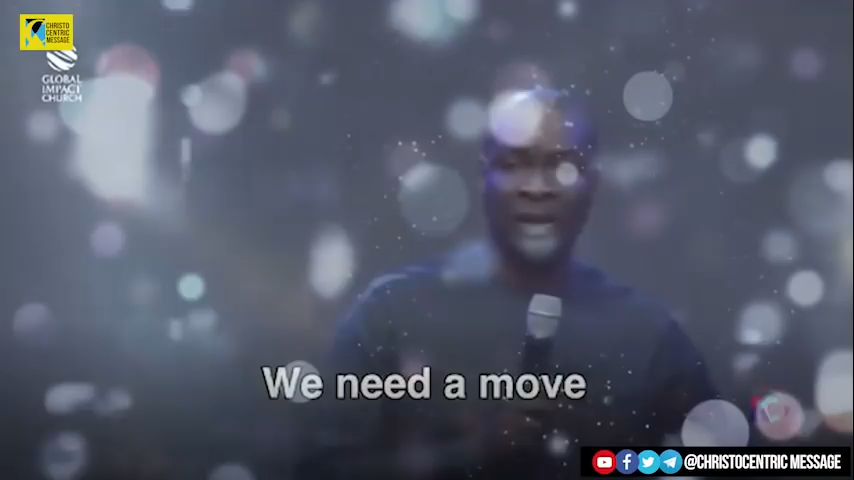 CHRISTO
CENTRIC
MESSAGE
GLOBAL
IMPACT
CHURCH
We need a move
@CHRISTOCENTRIC MESSAGE